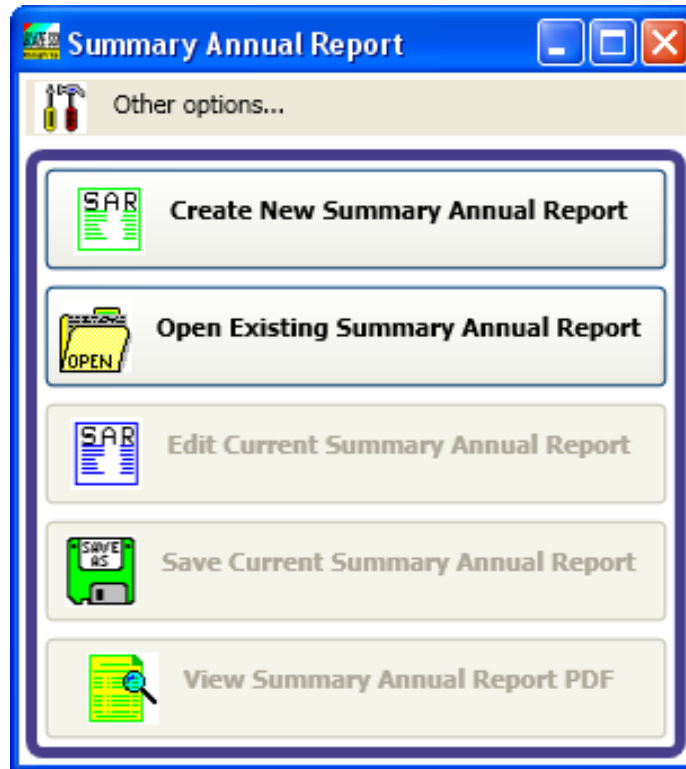 Summary Annual Report
Other options...
SAR
Create New Summary Annual Report
OPEN
Open Existing Summary Annual Report
SAR
Edit Current Summary Annual Report
SAVE
AS
Save Current Summary Annual Report
View Summary Annual Report PDF